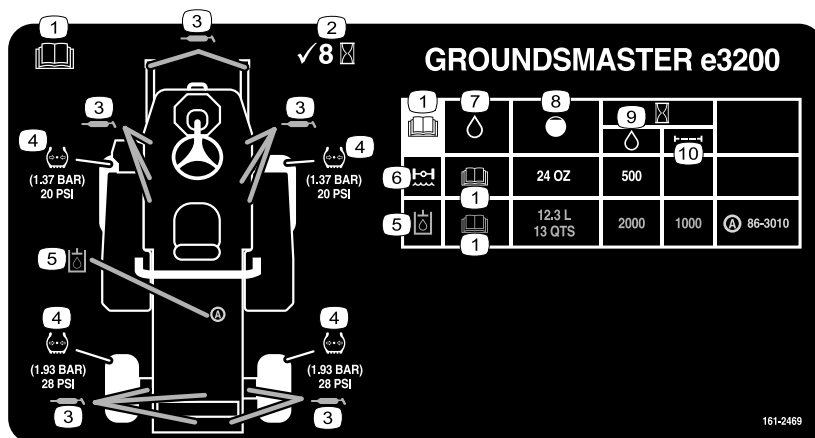 1
3
2
✓8
GROUNDSMASTER e3200
3
3
1
7
8
9
10
4
(1.37 BAR)
20 PSI
4
(1.37 BAR)
20 PSI
6
1
24 OZ
500
5
1
12.3 L
13 QTS
2000
1000
A 86-3010
5
A
4
(1.93 BAR)
28 PSI
4
(1.93 BAR)
28 PSI
3
3
161-2469